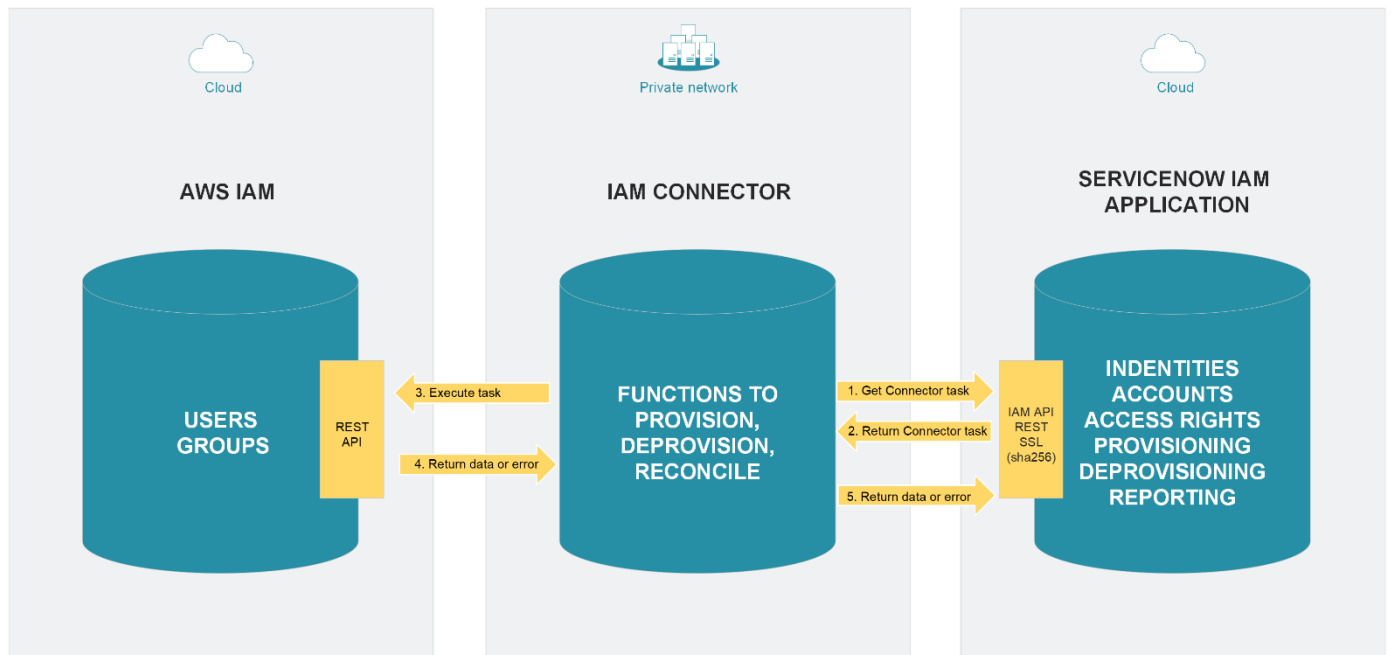 Cloud
AWS IAM
USERS
GROUPS
REST
API
3. Execute task
4. Return data or error
Private network
IAM CONNECTOR
FUNCTIONS TO
PROVISION,
DEPROVISION,
RECONCILE
1. Get Connector task
2. Return Connector task
5. Return data or error
Cloud
SERVICENOW IAM
APPLICATION
IAM API
REST
SSL
(sha256)
INDENTITIES
ACCOUNTS
ACCESS RIGHTS
PROVISIONING
DEPROVISIONING
REPORTING